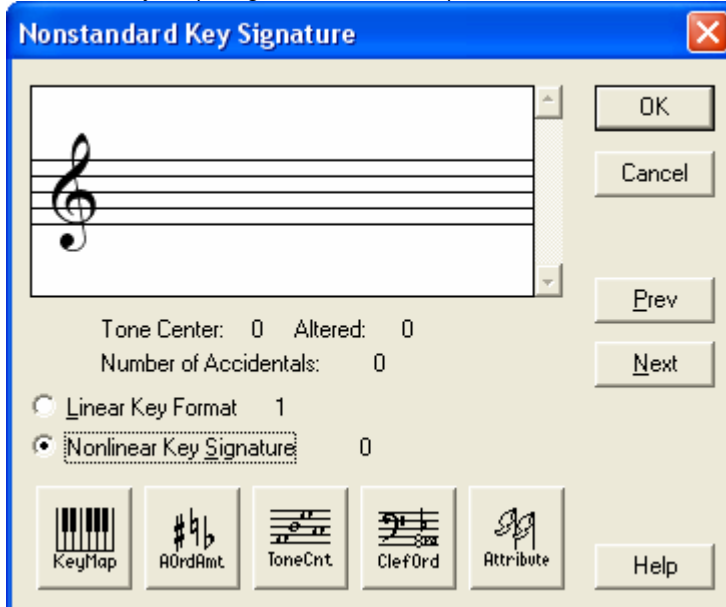 Nonstandard Key Signature
OK
Cancel
Prev
Next
Tone Center: 0 Altered: 0
Number of Accidentals: 0
Linear Key Format 1
Nonlinear Key Signature 0
KeyMap AOrdAmt ToneCnt ClefOrd Attribute
Help